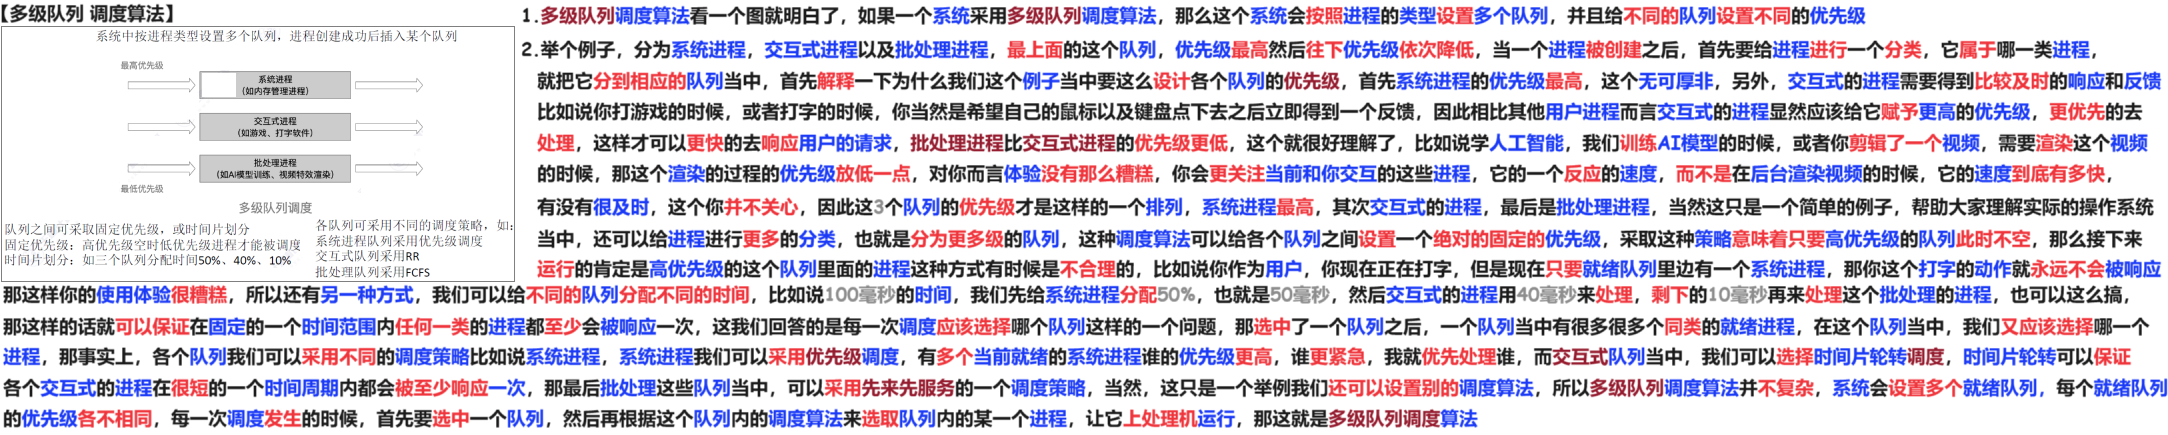 【多级队列 调度算法】
系统中按进程类型设置多个队列，进程创建成功后插入某个队列
最高优先级
系统进程
（如内存管理进程）
交互式进程
（如游戏、打字软件）
批处理进程
（如AI模型训练、视频特效渲染）
最低优先级
多级队列调度
队列之间可采取固定优先级，或时间片划分
固定优先级：高优先级空时低优先级进程才能被调度
时间片划分：如三个队列分配时间50%、40%、10%
各队列可采用不同的调度策略，如：
系统进程队列采用优先级调度
交互式队列采用RR
批处理队列采用FCFS
1.多级队列调度算法看一个图就明白了，如果一个系统采用多级队列调度算法，那么这个系统会按照进程的类型设置多个队列，并且给不同的队列设置不同的优先级
2.举个例子，分为系统进程，交互式进程以及批处理进程，最上面的这个队列，优先级最高然后往下优先级依次降低，当一个进程被创建之后，首先要给进程进行一个分类，它属于哪一类进程，
就把它分到相应的队列当中，首先解释一下为什么我们这个例子当中要这么设计各个队列的优先级，首先系统进程的优先级最高，这个无可厚非，另外，交互式的进程需要得到比较及时的响应和反馈
比如说你打游戏的时候，或者打字的时候，你当然是希望自己的鼠标以及键盘点下去之后立即得到一个反馈，因此相比其他用户进程而言交互式的进程显然应该给它赋予更高的优先级，更优先的去
处理，这样才可以更快的去响应用户的请求，批处理进程比交互式进程的优先级更低，这个就很好理解了，比如说学人工智能，我们训练AI模型的时候，或者你剪辑了一个视频，需要渲染这个视频
的时候，那这个渲染的过程的优先级放低一点，对你而言体验没有那么糟糕，你会更关注当前和你交互的这些进程，它的一个反应的速度，而不是在后台渲染视频的时候，它的速度到底有多快，
有没有很及时，这个你并不关心，因此这3个队列的优先级才是这样的一个排列，系统进程最高，其次交互式的进程，最后是批处理进程，当然这只是一个简单的例子，帮助大家理解实际的操作系统
当中，还可以给进程进行更多的分类，也就是分为更多级的队列，这种调度算法可以给各个队列之间设置一个绝对的固定的优先级，采取这种策略意味着只要高优先级的队列此时不空，那么接下来
运行的肯定是高优先级的这个队列里面的进程这种方式有时候是不合理的，比如说你作为用户，你现在正在打字，但是现在只要就绪队列里边有一个系统进程，那你这个打字的动作就永远不会被响应
那这样你的使用体验很糟糕，所以还有另一种方式，我们可以给不同的队列分配不同的时间，比如说100毫秒的时间，我们先给系统进程分配50%，也就是50毫秒，然后交互式的进程用40毫秒来处理，剩下的10毫秒再来处理这个批处理的进程，也可以这么搞，
那这样的话就可以保证在固定的一个时间范围内任何一类的进程都至少会被响应一次，这我们回答的是每一次调度应该选择哪个队列这样的一个问题，那选中了一个队列之后，一个队列当中有很多很多个同类的就绪进程，在这个队列当中，我们又应该选择哪一个
进程，那事实上，各个队列我们可以采用不同的调度策略比如说系统进程，系统进程我们可以采用优先级调度，有多个当前就绪的系统进程谁的优先级更高，谁更紧急，我就优先处理谁，而交互式队列当中，我们可以选择时间片轮转调度，时间片轮转可以保证
各个交互式的进程在很短的一个时间周期内都会被至少响应一次，那最后批处理这些队列当中，可以采用先来先服务的一个调度策略，当然，这只是一个举例我们还可以设置别的调度算法，所以多级队列调度算法并不复杂，系统会设置多个就绪队列，每个就绪队列
的优先级各不相同，每一次调度发生的时候，首先要选中一个队列，然后再根据这个队列内的调度算法来选取队列内的某一个进程，让它上处理机运行，那这就是多级队列调度算法